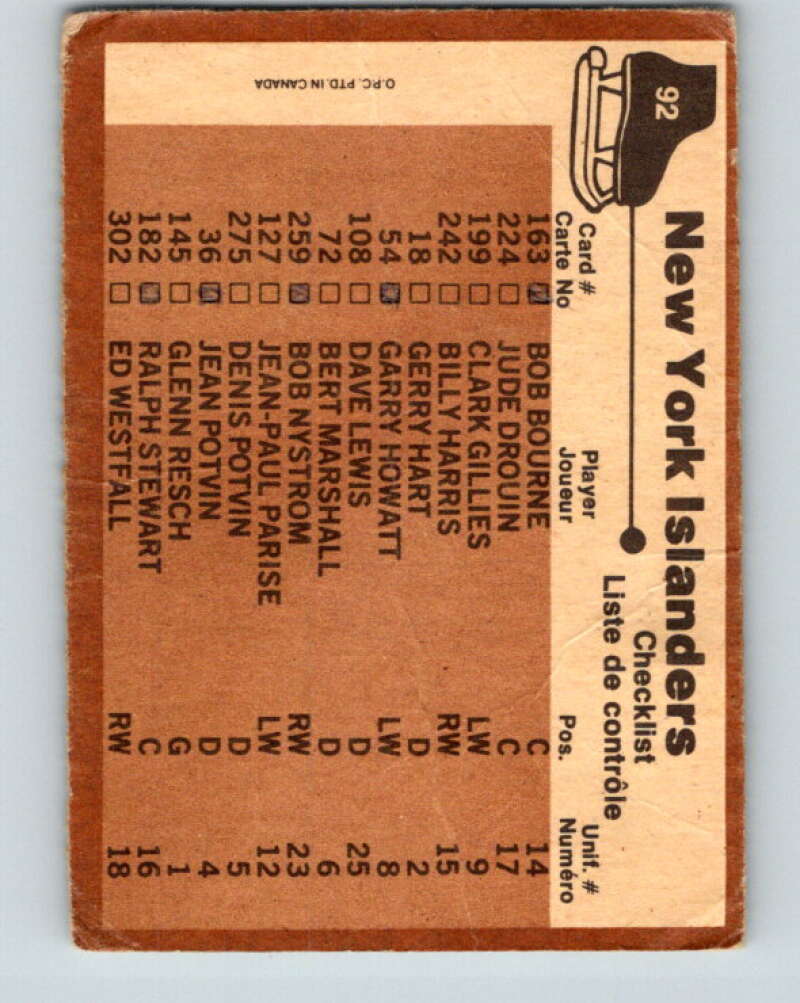 92
New York Islanders
Checklist
Liste de contrôle
Card # Player Pos. Unif. #
Carte No Joueur Numéro
163 BOB BOURNE C 14
224 JUDE DROUIN C 17
199 CLARK GILLIES LW 9
242 BILLY HARRIS RW 15
18 GERRY HART D 2
54 GARRY HOWATT LW 8
108 DAVE LEWIS D 25
72 BERT MARSHALL D 6
259 BOB NYSTROM RW 23
127 JEAN-PAUL PARISE LW 12
275 DENIS POTVIN D 5
36 JEAN POTVIN D 4
145 GLENN RESCH G 1
182 RALPH STEWART C 16
302 ED WESTFALL RW 18
O.P.C. PTD. IN CANADA